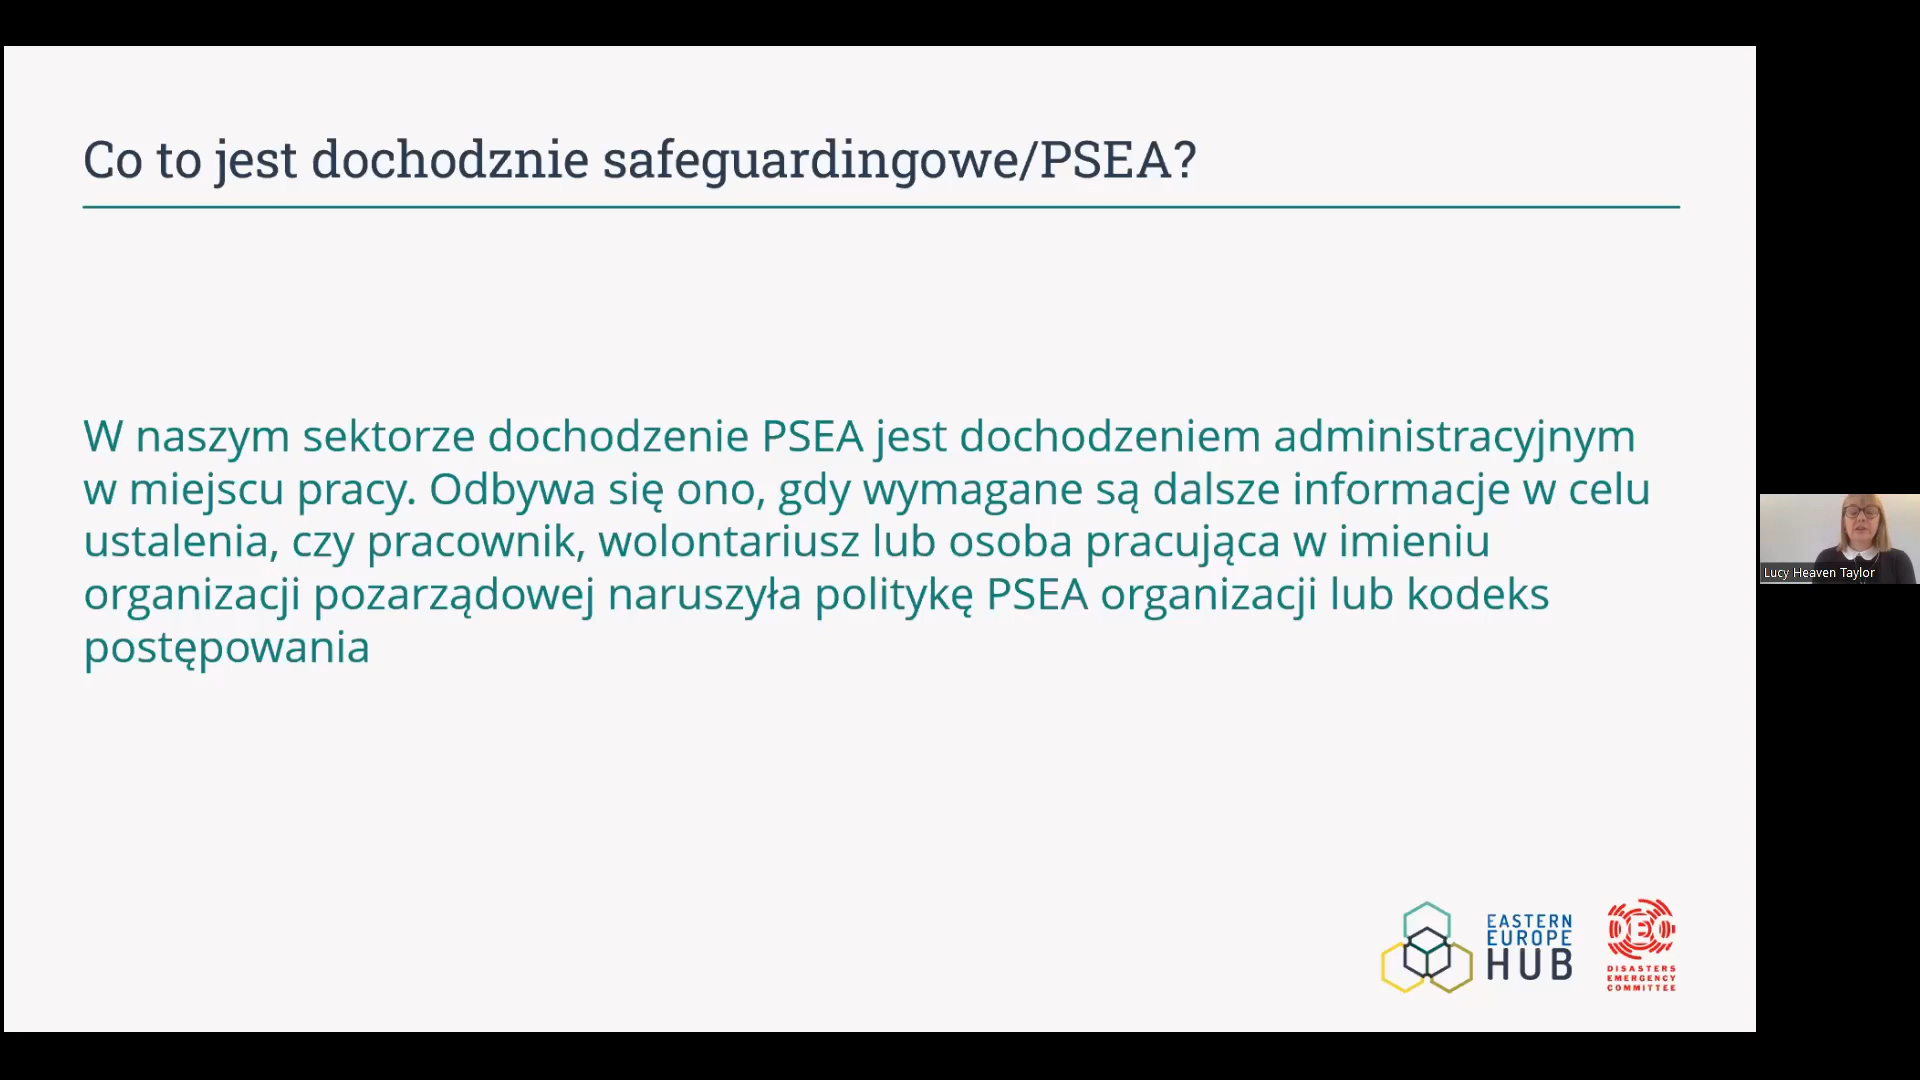 Co to jest dochodznie safeguardingowe/PSEA?
W naszym sektorze dochodzenie PSEA jest dochodzeniem administracyjnym
w miejscu pracy. Odbywa się ono, gdy wymagane są dalsze informacje w celu
ustalenia, czy pracownik, wolontariusz lub osoba pracująca w imieniu
organizacji pozarządowej naruszyła politykę PSEA organizacji lub kodeks
postępowania
Lucy Heaven Taylor
EASTERN
EUROPE
HUB
DEC
DISASTERS
EMERGENCY
COMMITTEE